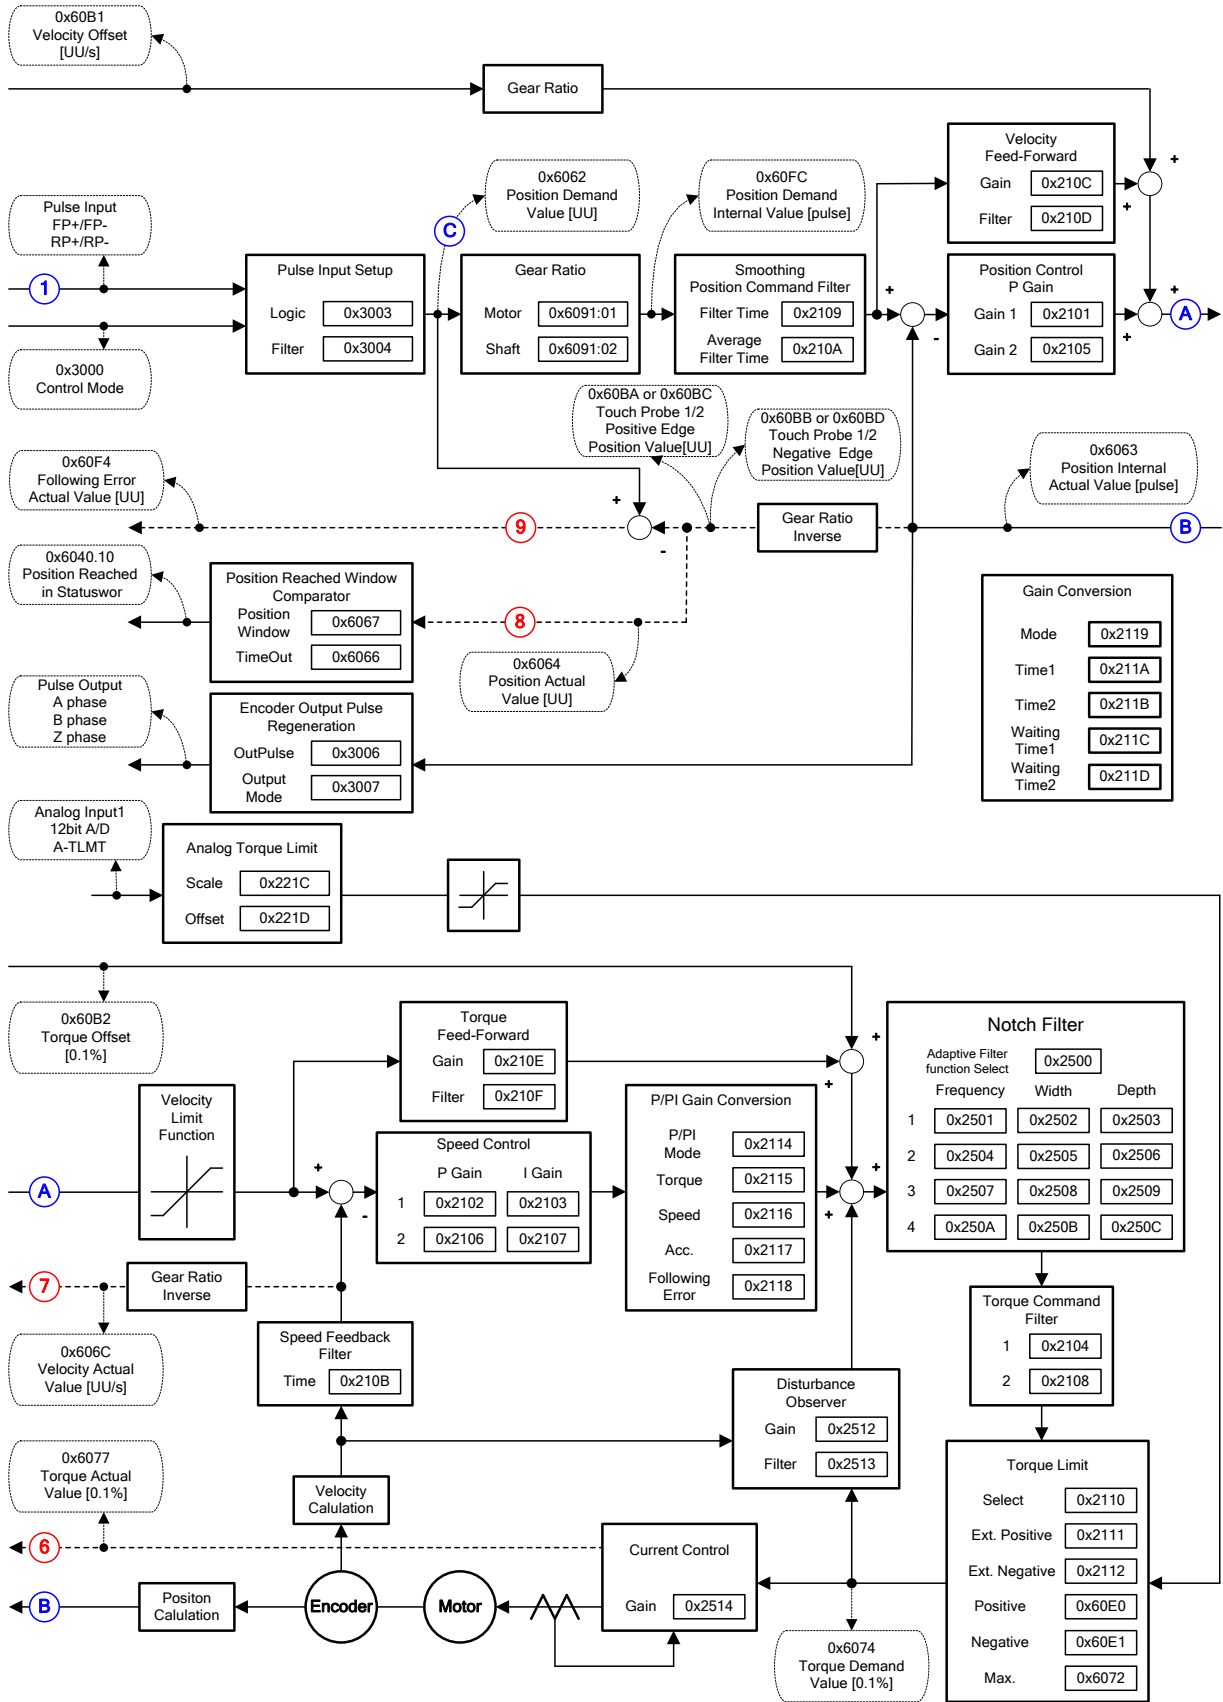 0x60B1
Velocity Offset
[UU/s]
Gear Ratio
Velocity
Feed-Forward
Gain 0x210C
Filter 0x210D
+
+
Pulse Input
FP+/FP-
RP+/RP-
0x6062
Position Demand
Value [UU]
0x60FC
Position Demand
Internal Value [pulse]
C
1
Pulse Input Setup
Logic 0x3003
Filter 0x3004
Gear Ratio
Motor 0x6091:01
Shaft 0x6091:02
Smoothing
Position Command Filter
Filter Time 0x2109
Average
Filter Time 0x210A
+
-
Position Control
P Gain
Gain 1 0x2101
Gain 2 0x2105
+
+
A
0x3000
Control Mode
0x60BA or 0x60BC
Touch Probe 1/2
Positive Edge
Position Value[UU]
0x60BB or 0x60BD
Touch Probe 1/2
Negative Edge
Position Value[UU]
0x6063
Position Internal
Actual Value [pulse]
0x60F4
Following Error
Actual Value [UU]
9
+
-
Gear Ratio
Inverse
B
0x6040.10
Position Reached
in Statuswor
Position Reached Window
Comparator
Position
Window 0x6067
TimeOut 0x6066
8
0x6064
Position Actual
Value [UU]
Gain Conversion
Mode 0x2119
Time1 0x211A
Time2 0x211B
Waiting
Time1 0x211C
Waiting
Time2 0x211D
Pulse Output
A phase
B phase
Z phase
Encoder Output Pulse
Regeneration
OutPulse 0x3006
Output
Mode 0x3007
Analog Input1
12bit A/D
A-TLMT
Analog Torque Limit
Scale 0x221C
Offset 0x221D
0x60B2
Torque Offset
[0.1%]
Torque
Feed-Forward
Gain 0x210E
Filter 0x210F
+
+
Notch Filter
Adaptive Filter
function Select 0x2500
Frequency Width Depth
1 0x2501 0x2502 0x2503
2 0x2504 0x2505 0x2506
3 0x2507 0x2508 0x2509
4 0x250A 0x250B 0x250C
A
Velocity
Limit
Function
+
-
Speed Control
P Gain I Gain
1 0x2102 0x2103
2 0x2106 0x2107
P/PI Gain Conversion
P/PI
Mode 0x2114
Torque 0x2115
Speed 0x2116
Acc. 0x2117
Following
Error 0x2118
+
+
7
Gear Ratio
Inverse
0x606C
Velocity Actual
Value [UU/s]
Speed Feedback
Filter
Time 0x210B
Torque Command
Filter
1 0x2104
2 0x2108
Disturbance
Observer
Gain 0x2512
Filter 0x2513
0x6077
Torque Actual
Value [0.1%]
Velocity
Calulation
6
Current Control
Gain 0x2514
Torque Limit
Select 0x2110
Ext. Positive 0x2111
Ext. Negative 0x2112
Positive 0x60E0
Negative 0x60E1
Max. 0x6072
B
Positon
Calulation
Encoder
Motor
0x6074
Torque Demand
Value [0.1%]